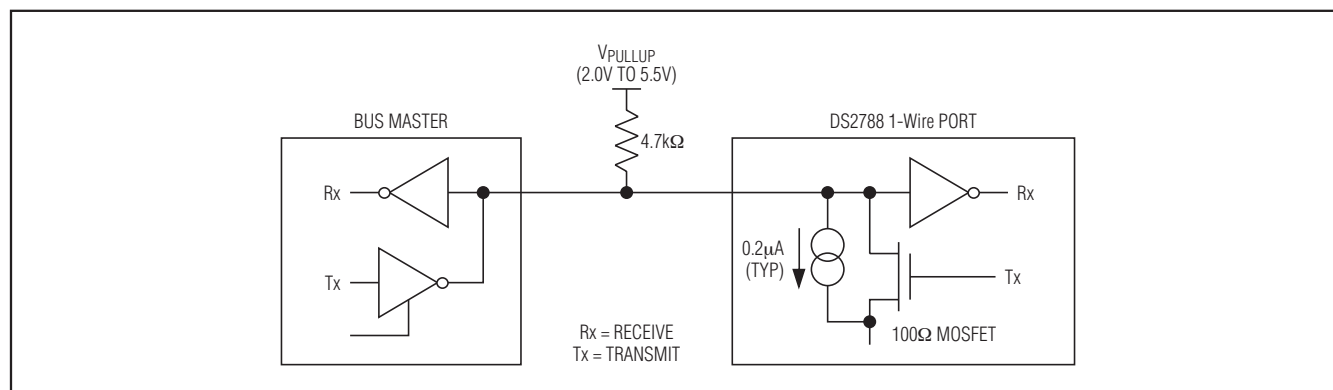 VPULLUP
(2.0V TO 5.5V)
BUS MASTER
DS2788 1-Wire PORT
4.7kΩ
Rx
Rx
0.2μA
(TYP)
Tx
Tx
Rx = RECEIVE
Tx = TRANSMIT
100Ω MOSFET